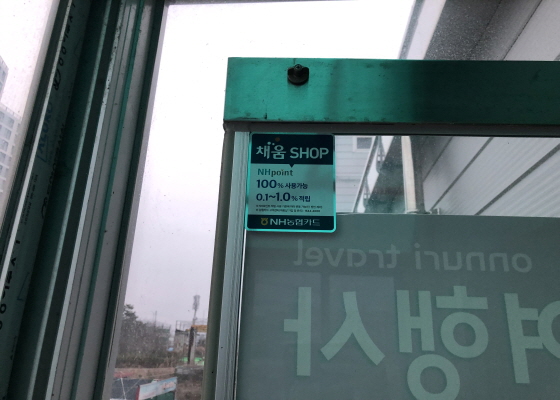 채움 SHOP
NHpoint
100% 사용가능
0.1~1.0% 적립
NH농협카드
onnuri travel
여행사